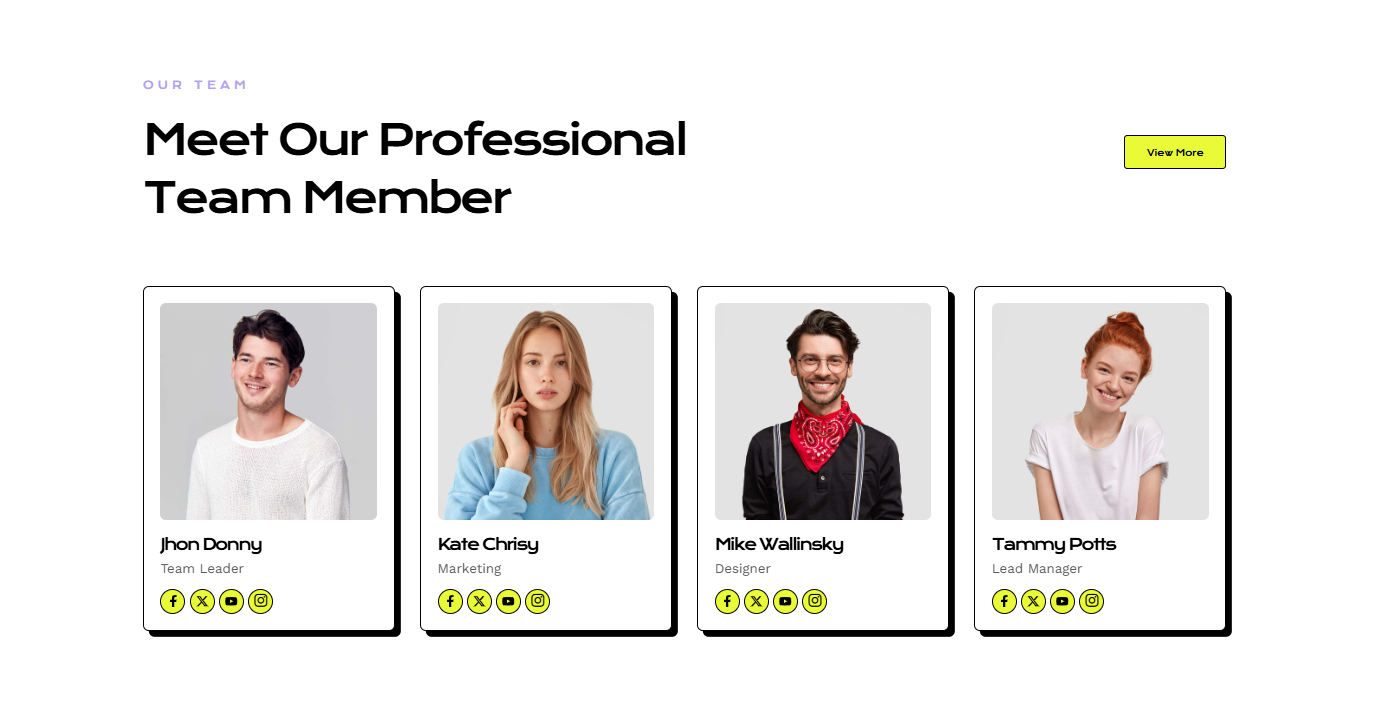 OUR TEAM
Meet Our Professional
Team Member
View More
Jhon Donny
Team Leader
Kate Chrisy
Marketing
Mike Wallinsky
Designer
Tammy Potts
Lead Manager